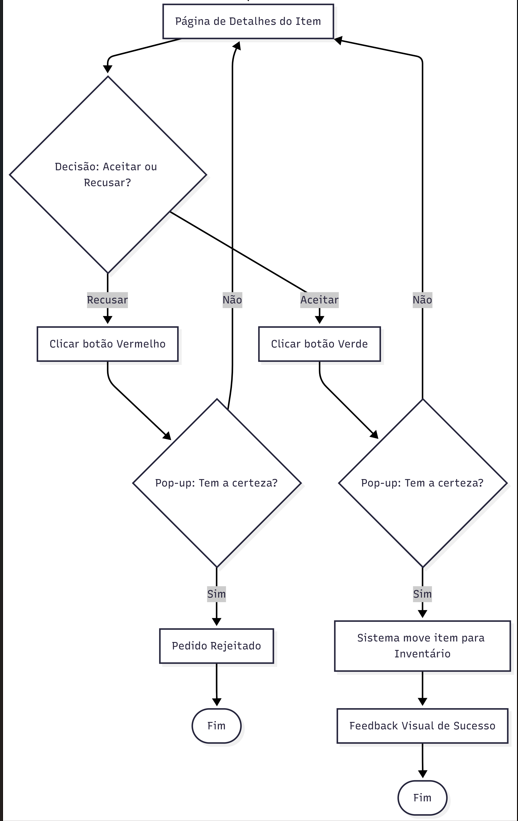 Página de Detalhes do Item
Decisão: Aceitar ou
Recusar?
Recusar
Não
Aceitar
Não
Clicar botão Vermelho
Clicar botão Verde
Pop-up: Tem a certeza?
Pop-up: Tem a certeza?
Sim
Sim
Pedido Rejeitado
Sistema move item para
Inventário
Fim
Feedback Visual de Sucesso
Fim